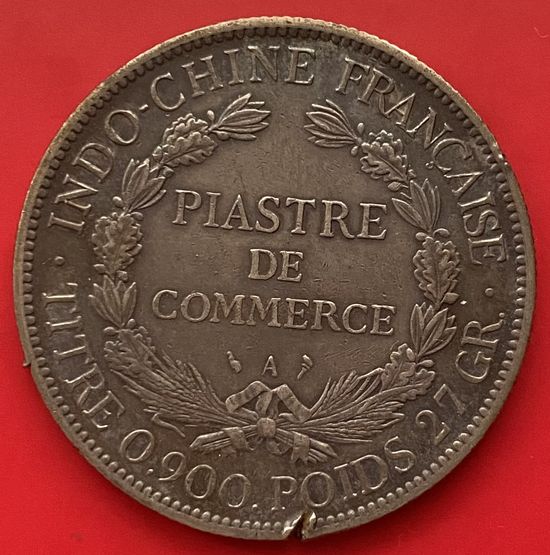 INDO-CHINE FRANÇAISE
PIASTRE
DE
COMMERCE
A
· TITRE 0,900. POIDS 27 GR. ·